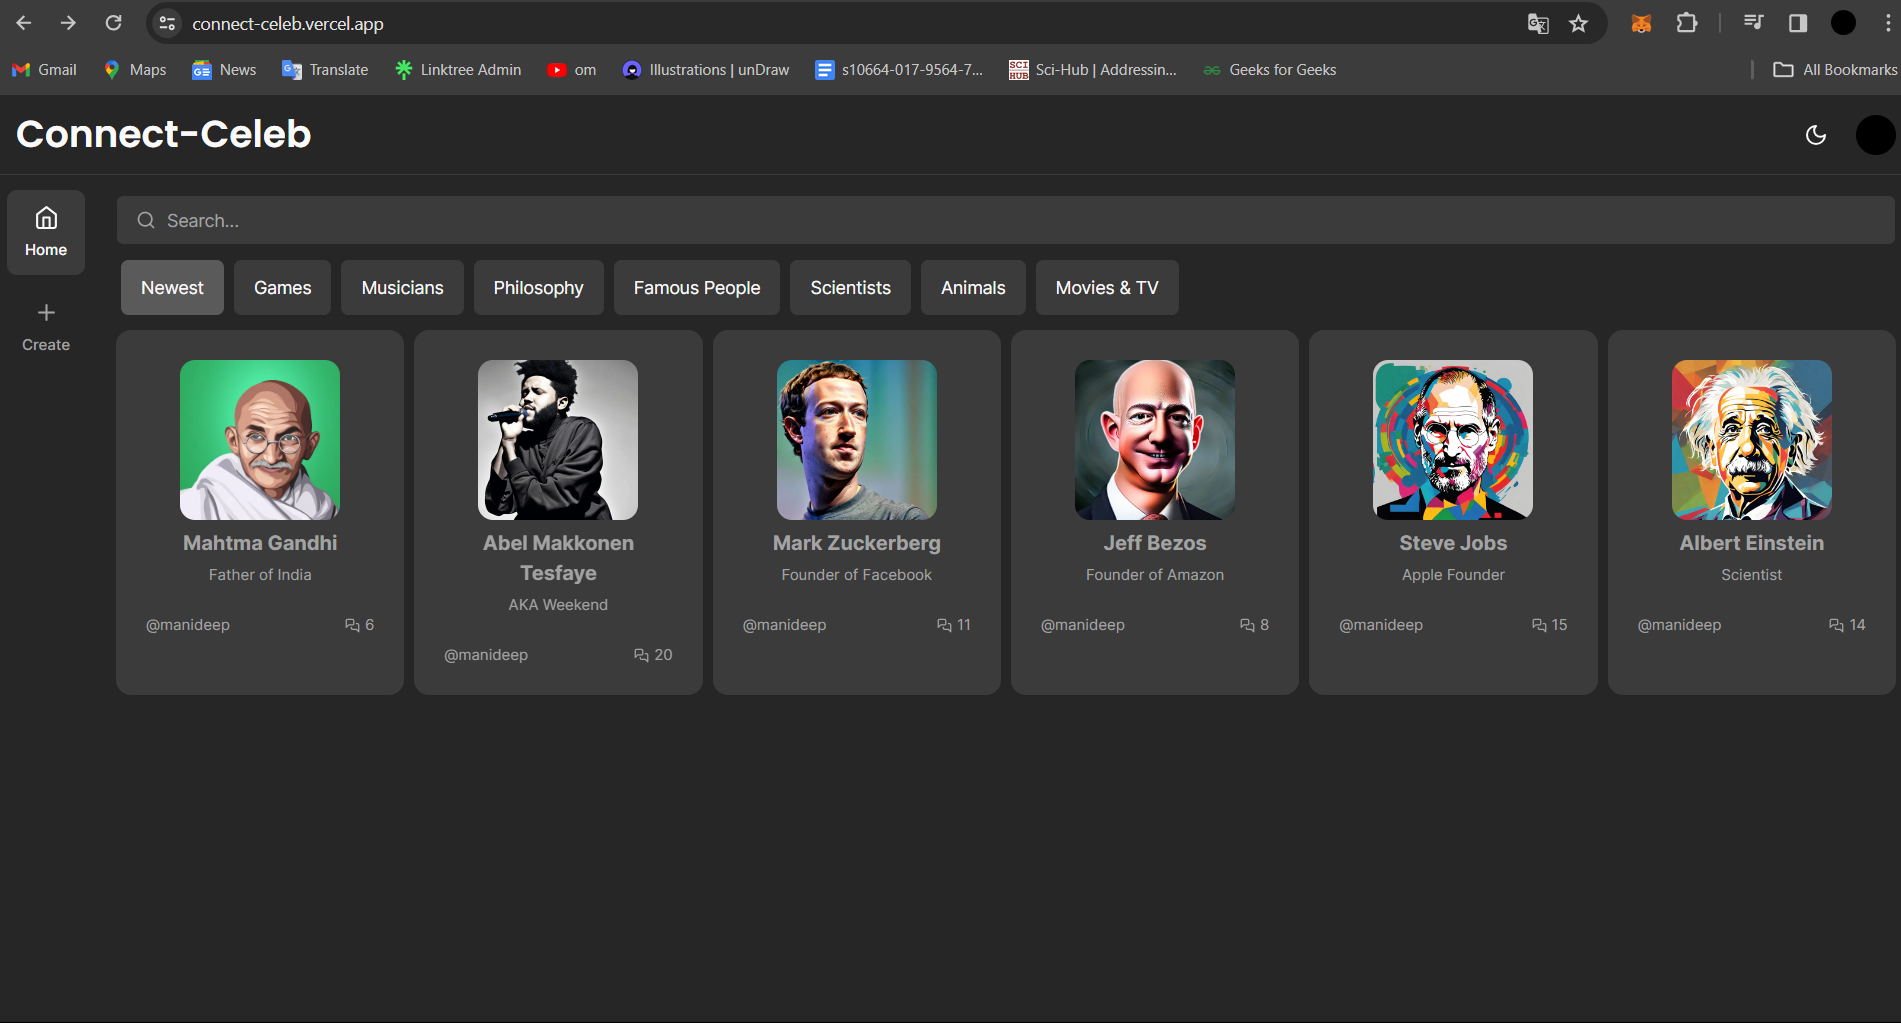 connect-celeb.vercel.app
Gmail Maps News Translate Linktree Admin om Illustrations | unDraw s10664-017-9564-7... SCI HUB Sci-Hub | Addressin... Geeks for Geeks All Bookmarks
Connect-Celeb
Search...
Home
Create
Newest Games Musicians Philosophy Famous People Scientists Animals Movies & TV
Mahtma Gandhi
Father of India
@manideep 6
Abel Makkonen
Tesfaye
AKA Weekend
@manideep 20
Mark Zuckerberg
Founder of Facebook
@manideep 11
Jeff Bezos
Founder of Amazon
@manideep 8
Steve Jobs
Apple Founder
@manideep 15
Albert Einstein
Scientist
@manideep 14